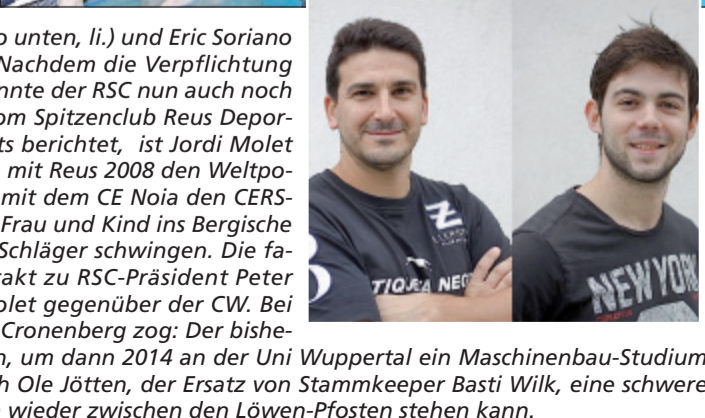 o unten, li.) und Eric Soriano
Nachdem die Verpflichtung
nnte der RSC nun auch noch
om Spitzenclub Reus Depor-
ts berichtet, ist Jordi Molet
mit Reus 2008 den Weltpo-
mit dem CE Noia den CERS-
Frau und Kind ins Bergische
Schläger schwingen. Die fa-
takt zu RSC-Präsident Peter
olet gegenüber der CW. Bei
Cronenberg zog: Der bishe-
n, um dann 2014 an der Uni Wuppertal ein Maschinenbau-Studium
h Ole Jötten, der Ersatz von Stammkeeper Basti Wilk, eine schwere
wieder zwischen den Löwen-Pfosten stehen kann.
TIQUETA NEG
NEW YORK